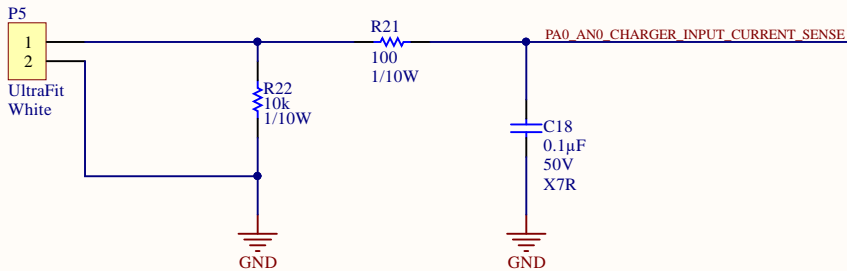 P5
1
2
UltraFit
White
R21
100
1/10W
R22
10k
1/10W
PA0_AN0_CHARGER_INPUT_CURRENT_SENSE
C18
0.1µF
50V
X7R
GND
GND